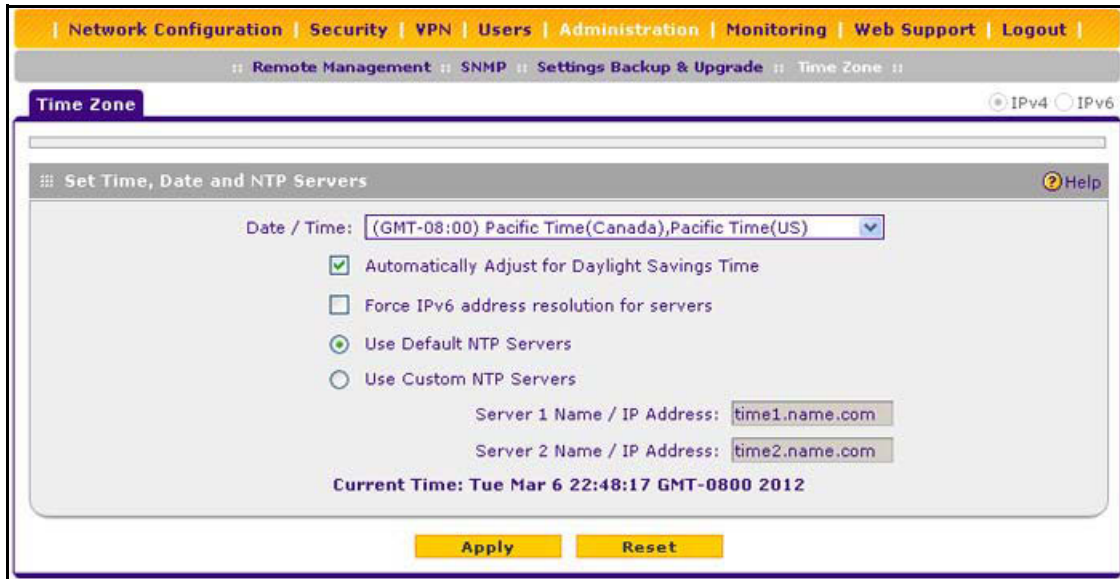 | Network Configuration | Security | VPN | Users | Administration | Monitoring | Web Support | Logout |
:: Remote Management :: SNMP :: Settings Backup & Upgrade :: Time Zone ::
Time Zone
IPv4 IPv6
Set Time, Date and NTP Servers
? Help
Date / Time: (GMT-08:00) Pacific Time(Canada),Pacific Time(US)
Automatically Adjust for Daylight Savings Time
Force IPv6 address resolution for servers
Use Default NTP Servers
Use Custom NTP Servers
Server 1 Name / IP Address: time1.name.com
Server 2 Name / IP Address: time2.name.com
Current Time: Tue Mar 6 22:48:17 GMT-0800 2012
Apply Reset